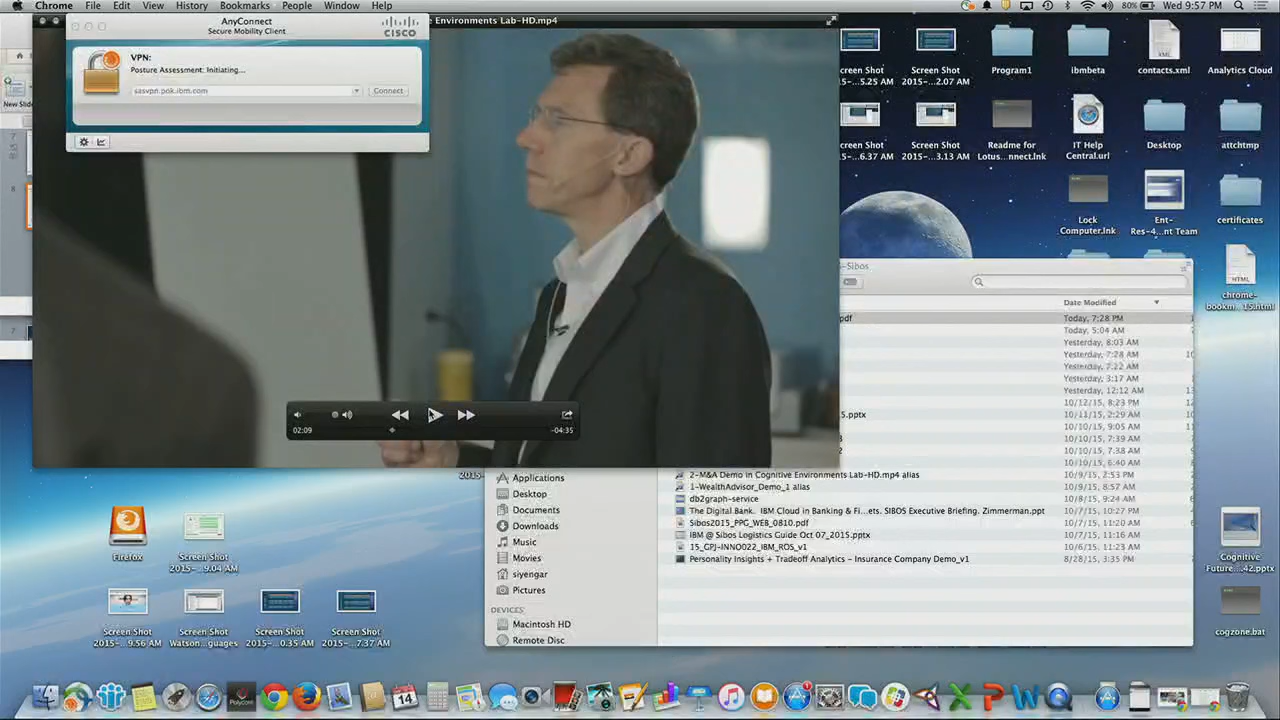 Chrome File Edit View History Bookmarks People Window Help
80% Wed 9:57 PM
AnyConnect
Secure Mobility Client
CISCO
e Environments Lab-HD.mp4
VPN:
Posture Assessment: Initiating...
sasvpn.pok.ibm.com
Connect
New Slid
7
8
7
02:09
-04:35
creen Shot
5.25 AM
Screen Shot
2015-...2.07 AM
Program1
ibmbeta
contacts.xml
Analytics Cloud
creen Shot
...6.37 AM
Screen Shot
2015-...3.13 AM
Readme for
Lotus...nnect.lnk
IT Help
Central.url
Desktop
attchtmp
Lock
Computer.lnk
Ent-
Res-4...nt Team
certificates
HTML
chrome-
bookm...15.html
-Sibos
Date Modified
pdf
Today, 7:28 PM
Today, 5:04 AM
Yesterday, 8:03 AM
Yesterday, 7:28 AM
Yesterday, 7:22 AM
Yesterday, 3:17 AM
Yesterday, 12:12 AM
10/12/15, 8:23 PM
.pptx
10/11/15, 2:29 AM
10/10/15, 9:05 AM
10/10/15, 7:39 AM
10/10/15, 7:38 AM
10/10/15, 6:40 AM
2-M&A Demo in Cognitive Environments Lab-HD.mp4 alias
10/9/15, 2:53 PM
1-WealthAdvisor_Demo_1 alias
10/9/15, 2:51 PM
db2graph-service
10/8/15, 9:24 AM
The Digital Bank. IBM Cloud in Banking & Fi...ets. SIBOS Executive Briefing. Zimmerman.ppt
10/7/15, 10:27 PM
Sibos2015_PPG_WEB_0810.pdf
10/7/15, 11:22 AM
IBM @ Sibos Logistics Guide Oct 07_2015.pptx
10/7/15, 11:16 AM
15_GPJ-INNO022_IBM_ROS_v1
10/6/15, 11:23 AM
Personality Insights + Tradeoff Analytics – Insurance Company Demo_v1
8/28/15, 3:35 PM
Applications
Desktop
Documents
Downloads
Music
Movies
siyengar
Pictures
DEVICES
Macintosh HD
Remote Disc
Firefox
Screen Shot
2015-...9.04 AM
Screen Shot
2015-...9.56 AM
Screen Shot
Watson...guages
Screen Shot
2015-...0.35 AM
Screen Shot
2015-...7.37 AM
Cognitive
Future....42.pptx
cogzone.bat
Polycom
14